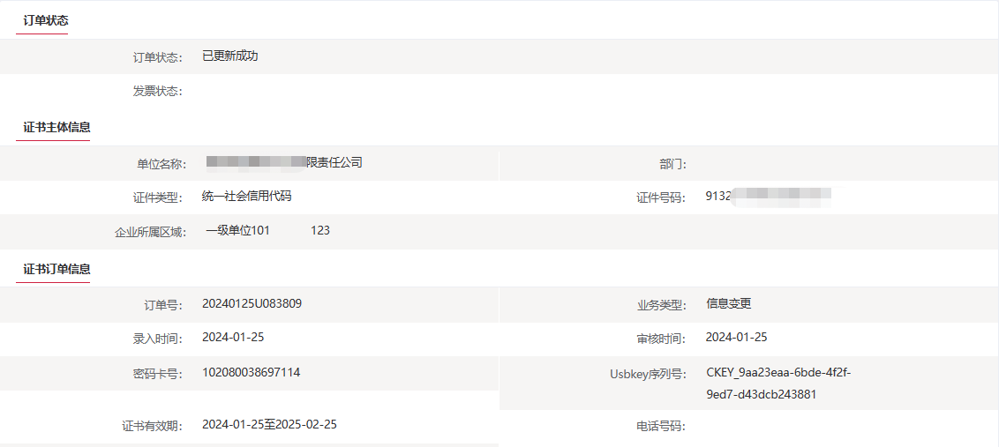 订单状态
订单状态： 已更新成功
发票状态：
证书主体信息
单位名称： 限责任公司 部门：
证件类型： 统一社会信用代码 证件号码： 9132
企业所属区域： 一级单位101 123
证书订单信息
订单号： 20240125U083809 业务类型： 信息变更
录入时间： 2024-01-25 审核时间： 2024-01-25
密码卡号： 102080038697114 Usbkey序列号： CKEY_9aa23eaa-6bde-4f2f-
9ed7-d43dcb243881
证书有效期： 2024-01-25至2025-02-25 电话号码：